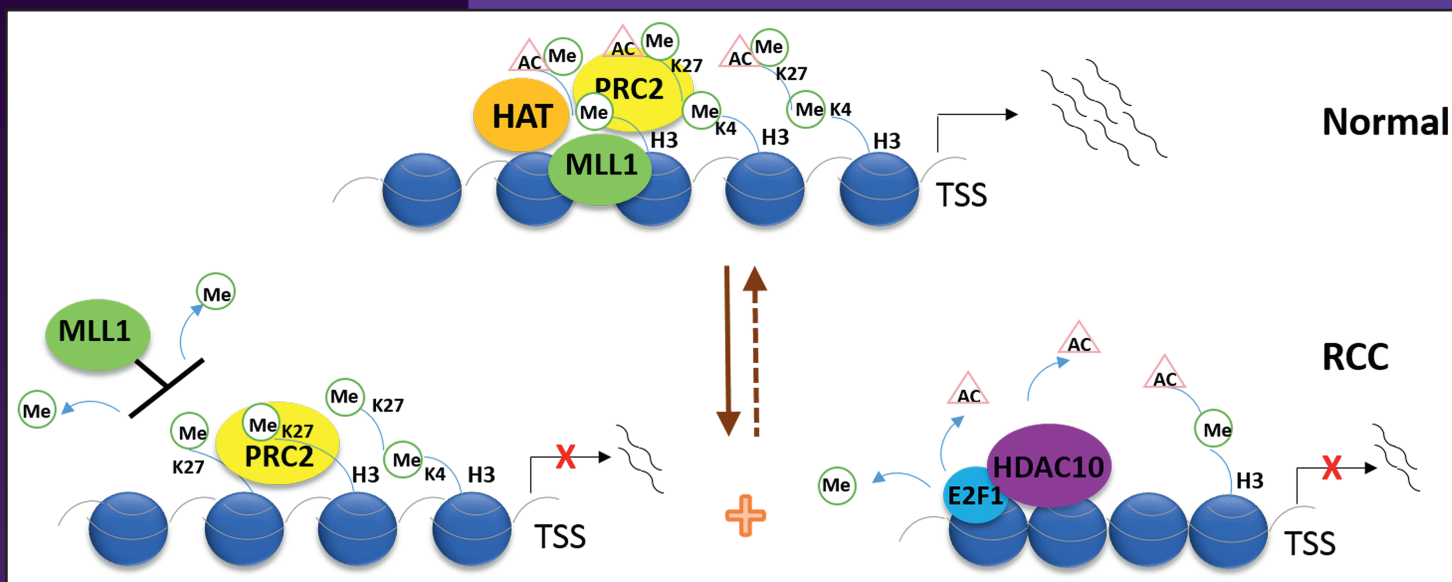 AC Me AC Me AC Me
K27 K27
HAT PRC2
Me Me K4 Me K4
H3 H3 H3
MLL1
TSS
Normal
MLL1
Me
Me
Me K27
Me K27
PRC2
Me K27
Me K4
H3 H3
X
TSS
RCC
AC
AC
AC
Me
Me
E2F1 HDAC10
H3
X
TSS